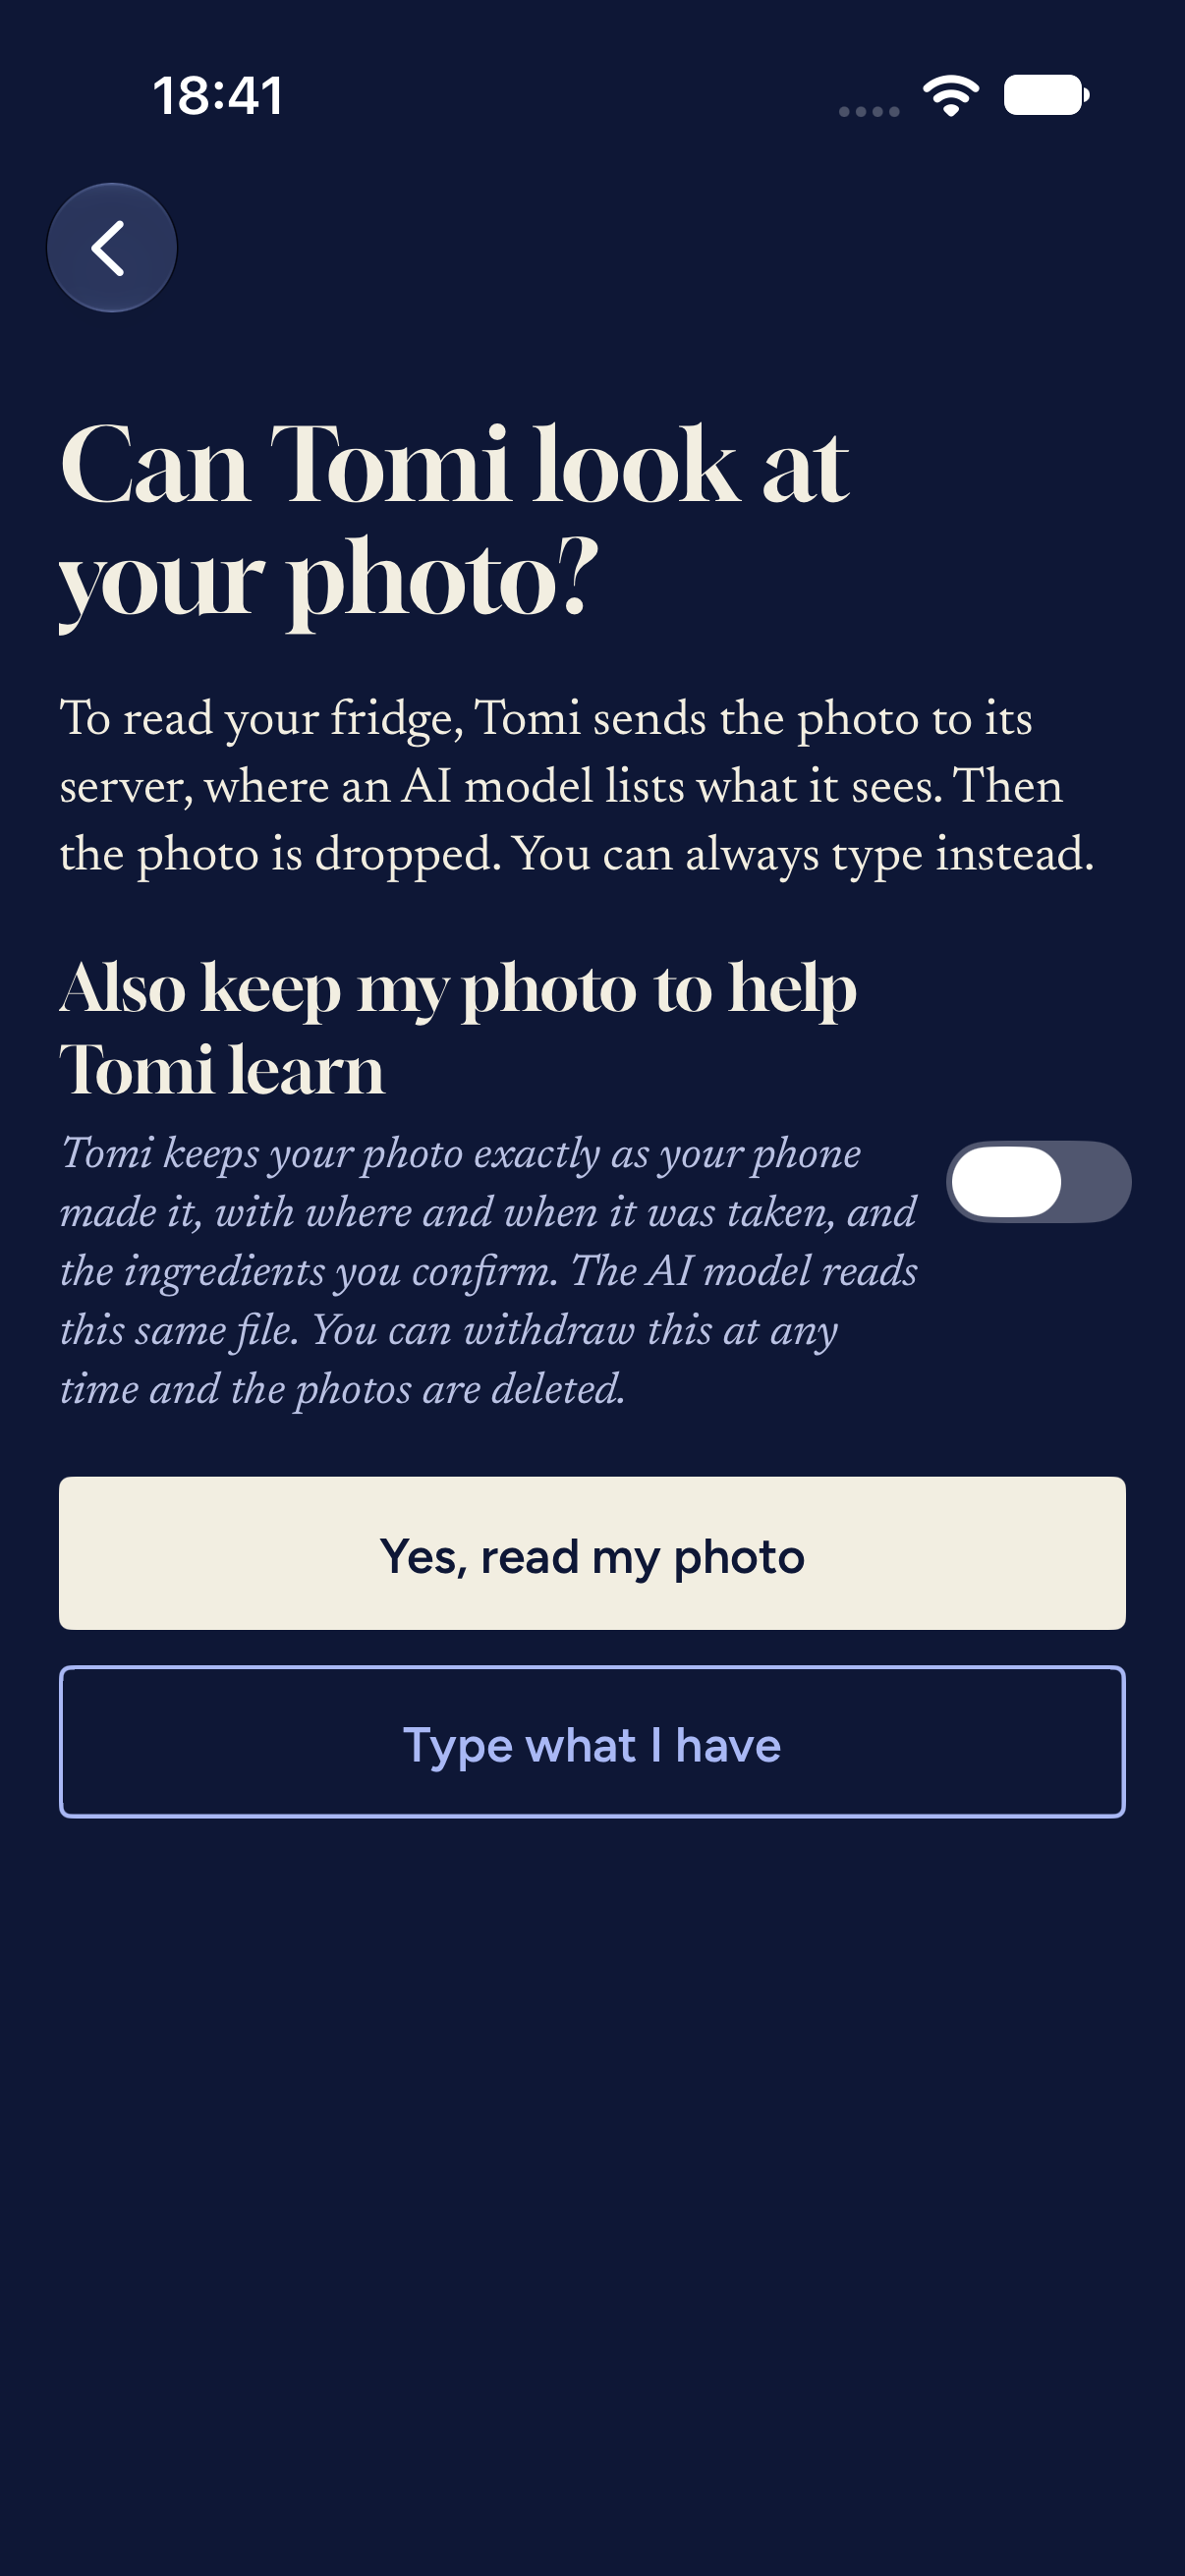 18:41
Can Tomi look at
your photo?
To read your fridge, Tomi sends the photo to its
server, where an AI model lists what it sees. Then
the photo is dropped. You can always type instead.
Also keep my photo to help
Tomi learn
Tomi keeps your photo exactly as your phone
made it, with where and when it was taken, and
the ingredients you confirm. The AI model reads
this same file. You can withdraw this at any
time and the photos are deleted.
Yes, read my photo
Type what I have